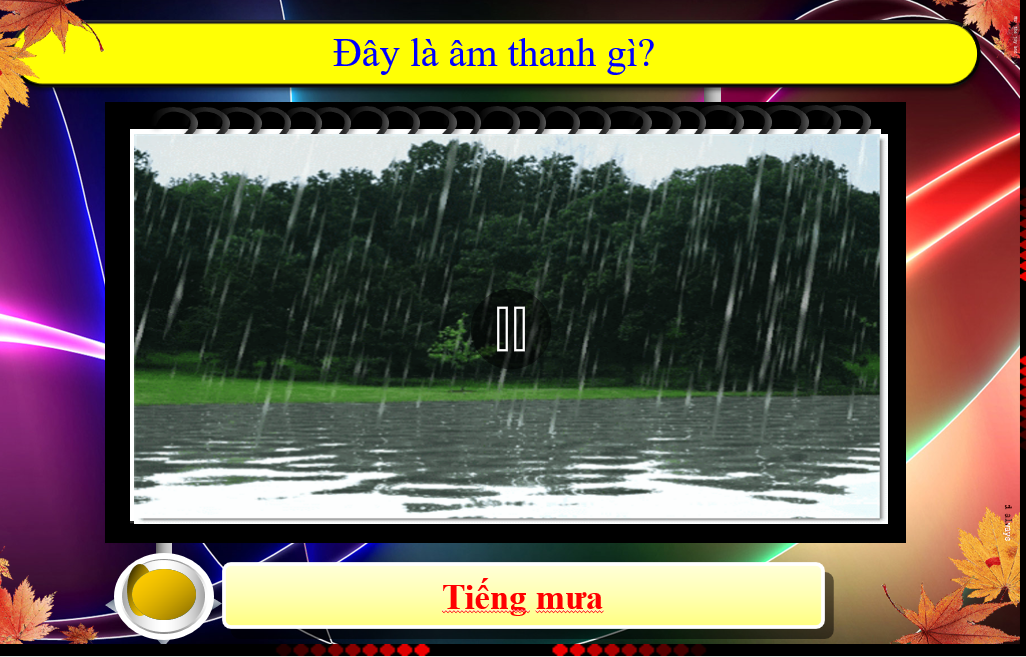 Đây là âm thanh gì?
Tiếng mưa